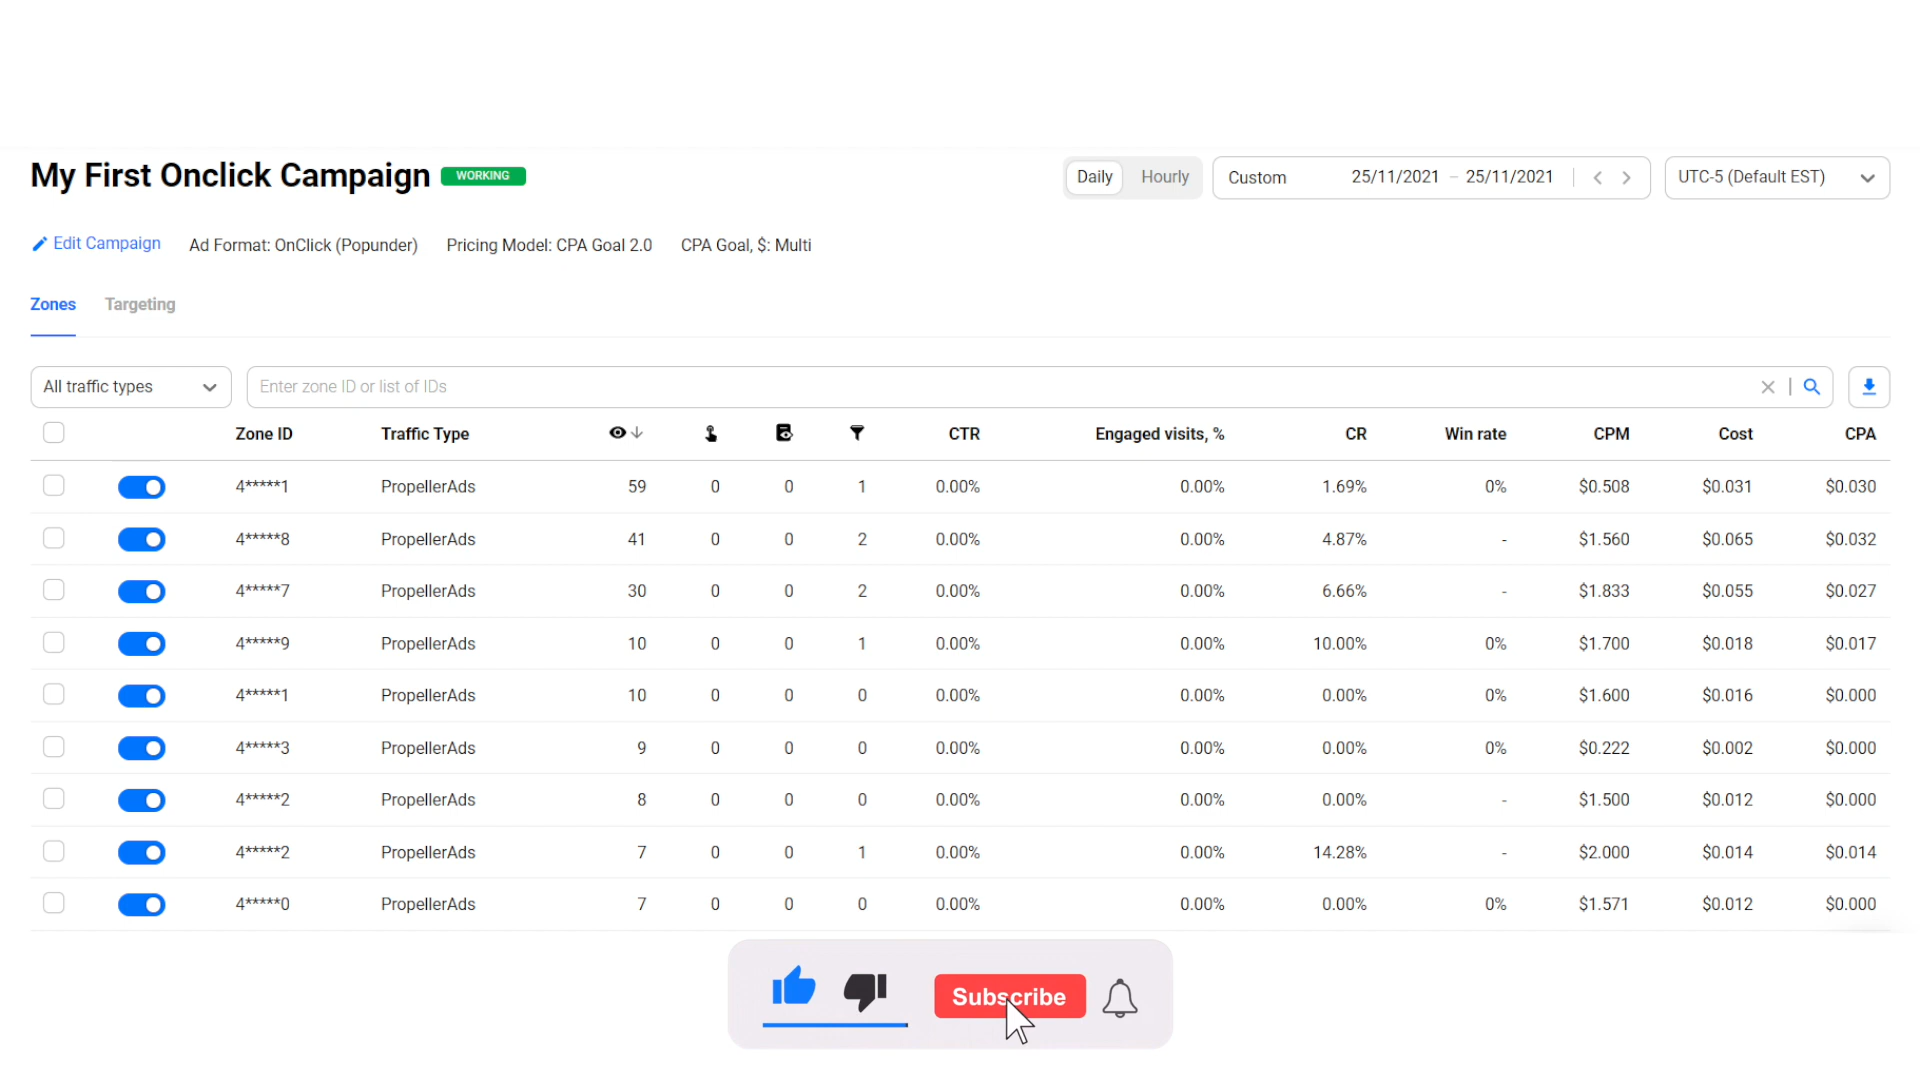 My First Onclick Campaign WORKING Daily Hourly Custom 25/11/2021 – 25/11/2021 UTC-5 (Default EST)
Edit Campaign Ad Format: OnClick (Popunder) Pricing Model: CPA Goal 2.0 CPA Goal, $: Multi
Zones Targeting
All traffic types Enter zone ID or list of IDs
Zone ID Traffic Type CTR Engaged visits, % CR Win rate CPM Cost CPA
4*****1 PropellerAds 59 0 0 1 0.00% 0.00% 1.69% 0% $0.508 $0.031 $0.030
4*****8 PropellerAds 41 0 0 2 0.00% 0.00% 4.87% - $1.560 $0.065 $0.032
4*****7 PropellerAds 30 0 0 2 0.00% 0.00% 6.66% - $1.833 $0.055 $0.027
4*****9 PropellerAds 10 0 0 1 0.00% 0.00% 10.00% 0% $1.700 $0.018 $0.017
4*****1 PropellerAds 10 0 0 0 0.00% 0.00% 0.00% 0% $1.600 $0.016 $0.000
4*****3 PropellerAds 9 0 0 0 0.00% 0.00% 0.00% 0% $0.222 $0.002 $0.000
4*****2 PropellerAds 8 0 0 0 0.00% 0.00% 0.00% - $1.500 $0.012 $0.000
4*****2 PropellerAds 7 0 0 1 0.00% 0.00% 14.28% - $2.000 $0.014 $0.014
4*****0 PropellerAds 7 0 0 0 0.00% 0.00% 0.00% 0% $1.571 $0.012 $0.000
Subscribe